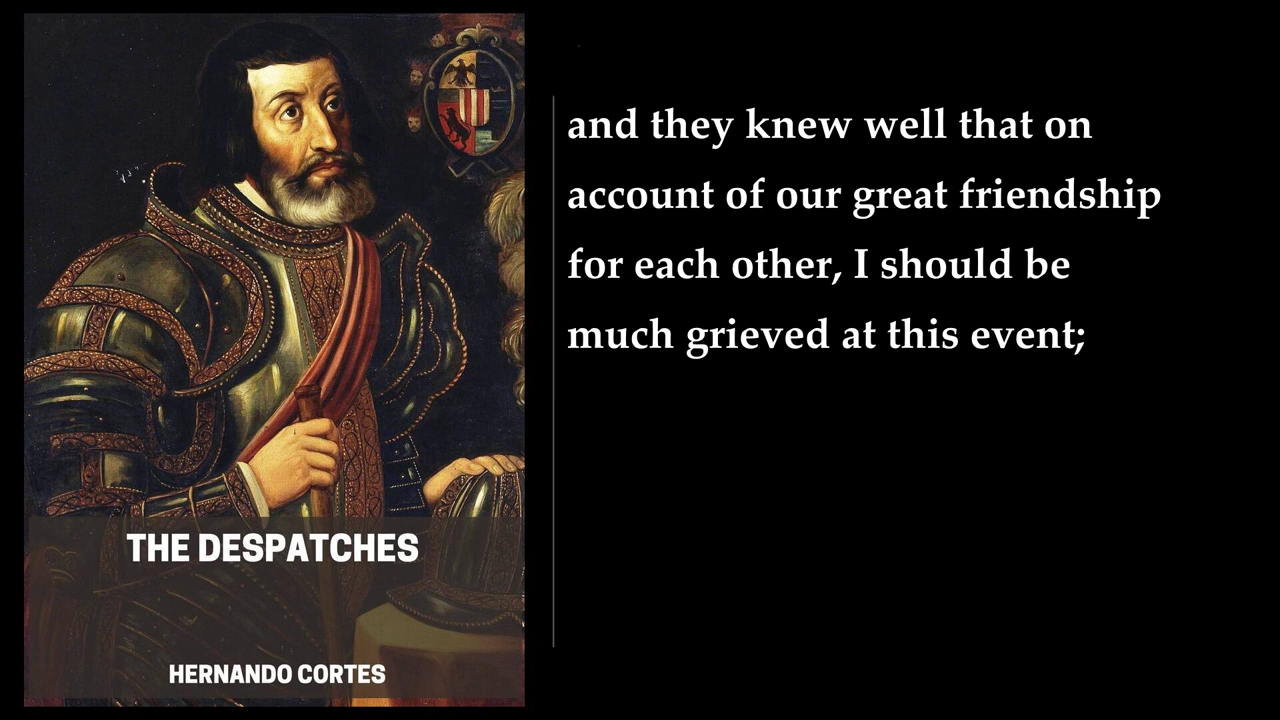 and they knew well that on
account of our great friendship
for each other, I should be
much grieved at this event;
THE DESPATCHES
HERNANDO CORTES